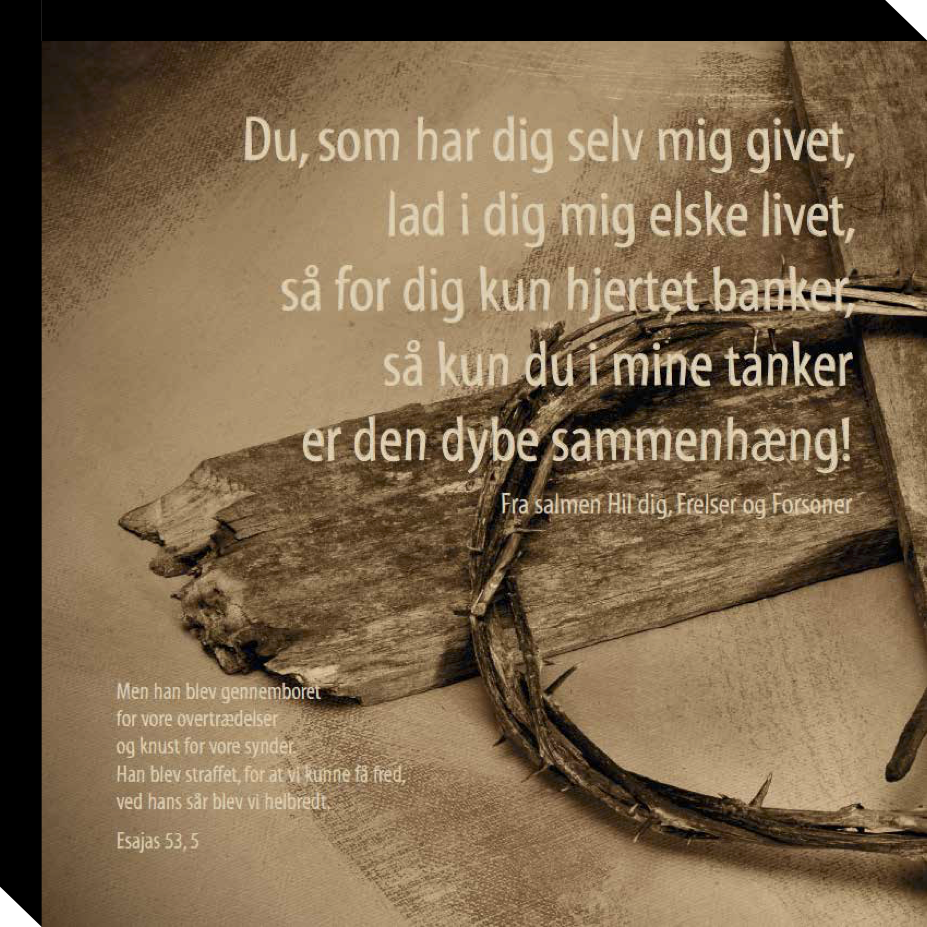 Du, som har dig selv mig givet,
lad i dig mig elske livet,
så for dig kun hjertet banker,
så kun du i mine tanker
er den dybe sammenhæng!
Fra salmen Hil dig, Frelser og Forsoner
Men han blev gennemboret
for vore overtrædelser
og knust for vore synder.
Han blev straffet, for at vi kunne få fred,
ved hans sår blev vi helbredt.
Esajas 53, 5